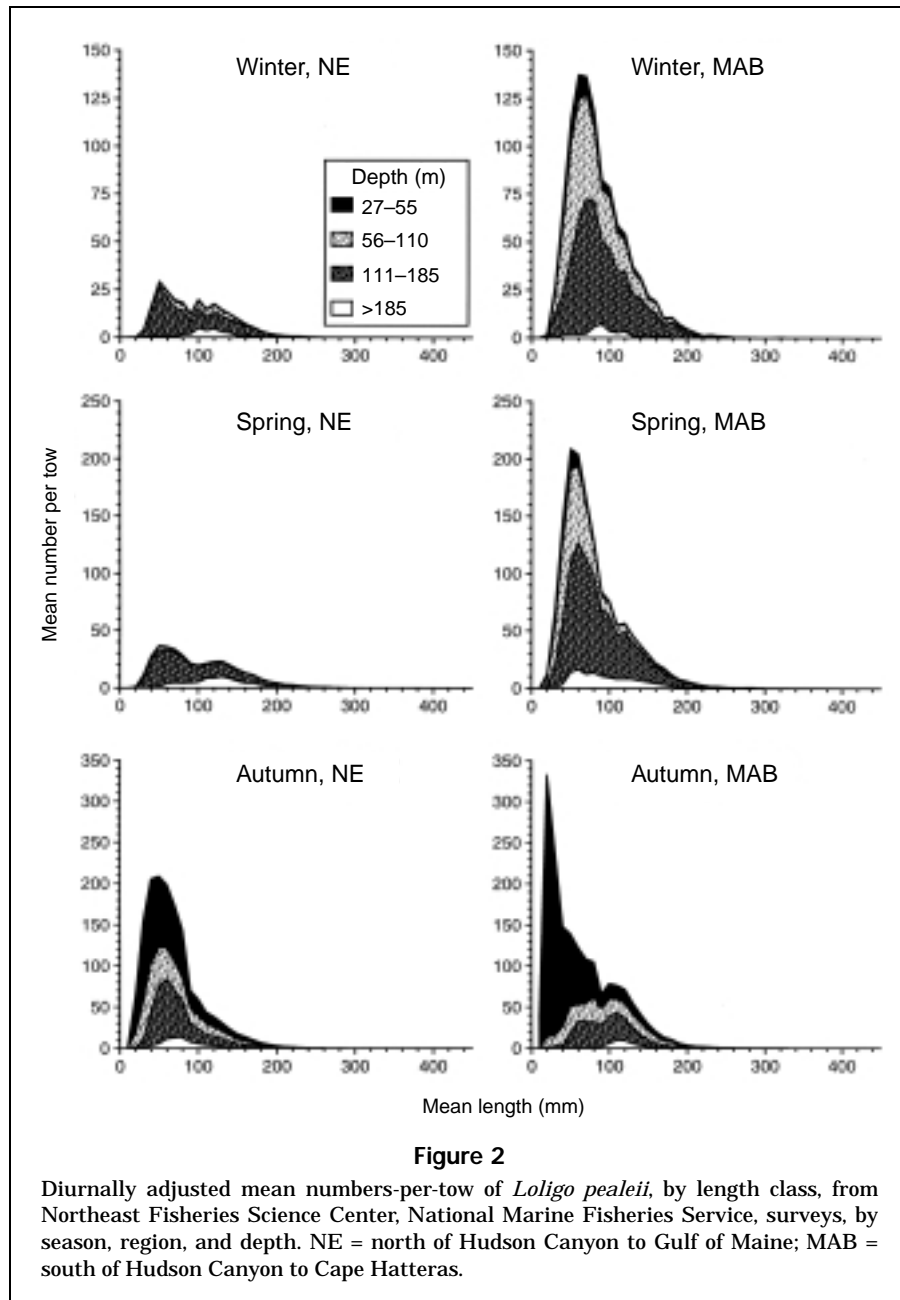 Winter, NE
150
125
100
75
50
25
0
0 100 200 300 400
Depth (m)
27–55
56–110
111–185
>185
Winter, MAB
150
125
100
75
50
25
0
0 100 200 300 400
Spring, NE
250
200
150
100
50
0
0 100 200 300 400
Spring, MAB
250
200
150
100
50
0
0 100 200 300 400
Mean number per tow
Autumn, NE
350
300
250
200
150
100
50
0
0 100 200 300 400
Autumn, MAB
350
300
250
200
150
100
50
0
0 100 200 300 400
Mean length (mm)
Figure 2
Diurnally adjusted mean numbers-per-tow of Loligo pealeii, by length class, from
Northeast Fisheries Science Center, National Marine Fisheries Service, surveys, by
season, region, and depth. NE = north of Hudson Canyon to Gulf of Maine; MAB =
south of Hudson Canyon to Cape Hatteras.